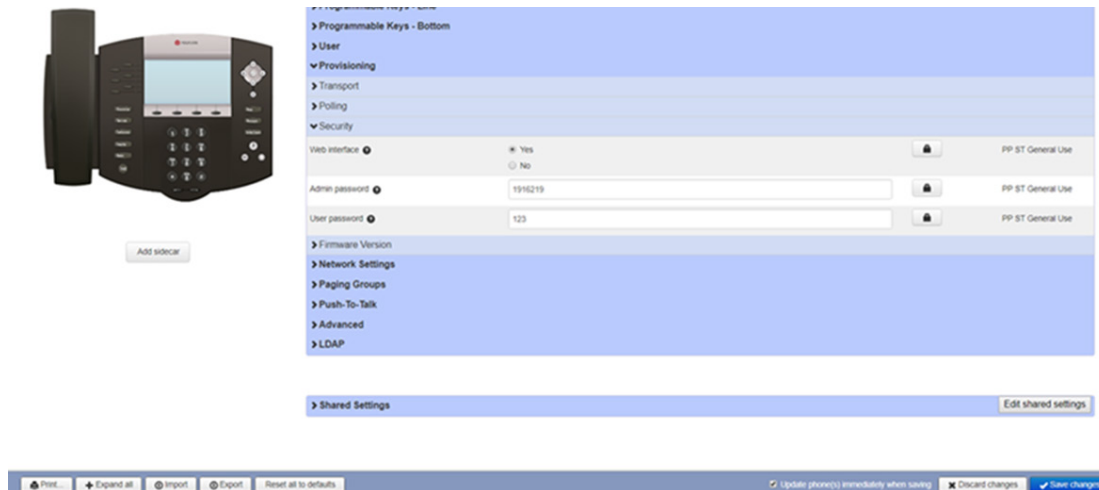 Programmable Keys - Line
Programmable Keys - Bottom
User
Provisioning
Transport
Polling
Security
Web interface
Yes
PP ST General Use
No
Admin password
1916219
PP ST General Use
User password
123
PP ST General Use
Add sidecar
Firmware Version
Network Settings
Paging Groups
Push-To-Talk
Advanced
LDAP
Shared Settings
Edit shared settings
Print...
Expand all
Import
Export
Reset all to defaults
Update phone(s) immediately when saving
Discard changes
Save changes